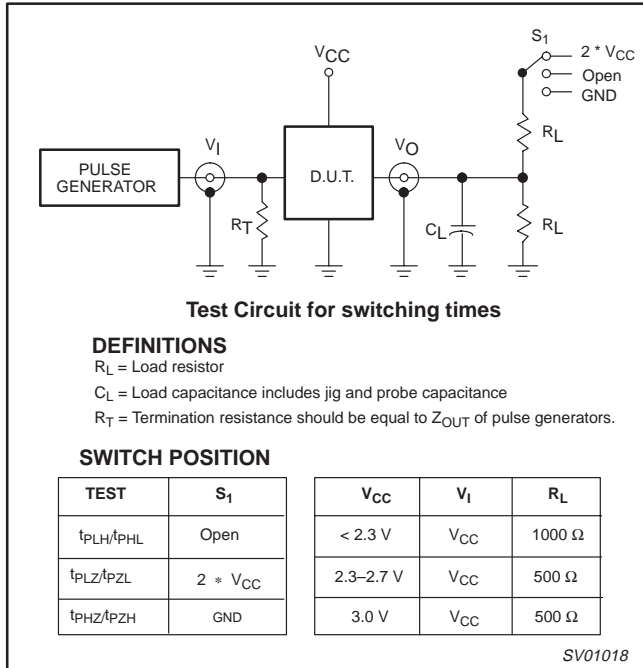 S1
2 * VCC
Open
GND
VCC
RL
VI
VO
PULSE
GENERATOR
D.U.T.
RT
CL
RL
Test Circuit for switching times
DEFINITIONS
RL = Load resistor
CL = Load capacitance includes jig and probe capacitance
RT = Termination resistance should be equal to ZOUT of pulse generators.
SWITCH POSITION
TEST S1
tPLH/tPHL Open
tPLZ/tPZL 2 * VCC
tPHZ/tPZH GND
VCC VI RL
< 2.3 V VCC 1000 Ω
2.3–2.7 V VCC 500 Ω
3.0 V VCC 500 Ω
SV01018